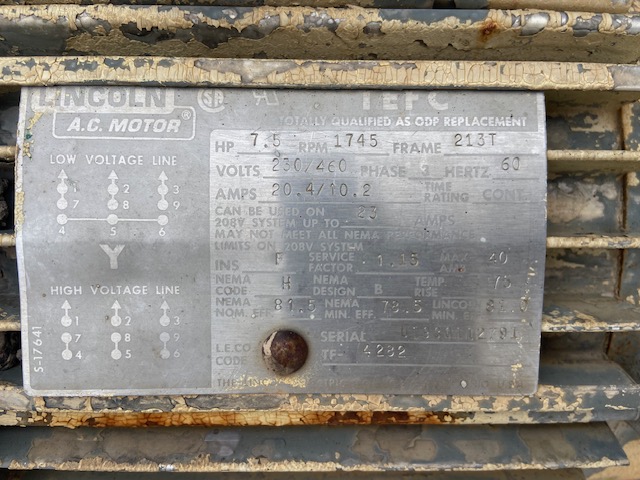 LINCOLN
A.C. MOTOR®
TEFC
TOTALLY QUALIFIED AS ODP REPLACEMENT
HP 7.5 RPM 1745 FRAME 213T
VOLTS 230/460 PHASE 3 HERTZ 60
AMPS 20.4/10.2 TIME RATING CONT
CAN BE USED ON 208V SYSTEM UP TO 23 AMPS
MAY NOT MEET ALL NEMA PERFORMANCE
LIMITS ON 208V SYSTEM
INS F SERVICE FACTOR 1.15 MAX AMB 40
NEMA CODE H NEMA DESIGN B TEMP RISE 75
NEMA NOM. EFF. 81.5 NEMA MIN. EFF. 78.5
SERIAL
L.E.CO. CODE TF- 4282
LOW VOLTAGE LINE
1 2 3
7 8 9
4 5 6
Y
HIGH VOLTAGE LINE
1 2 3
7 8 9
4 5 6
S-17641